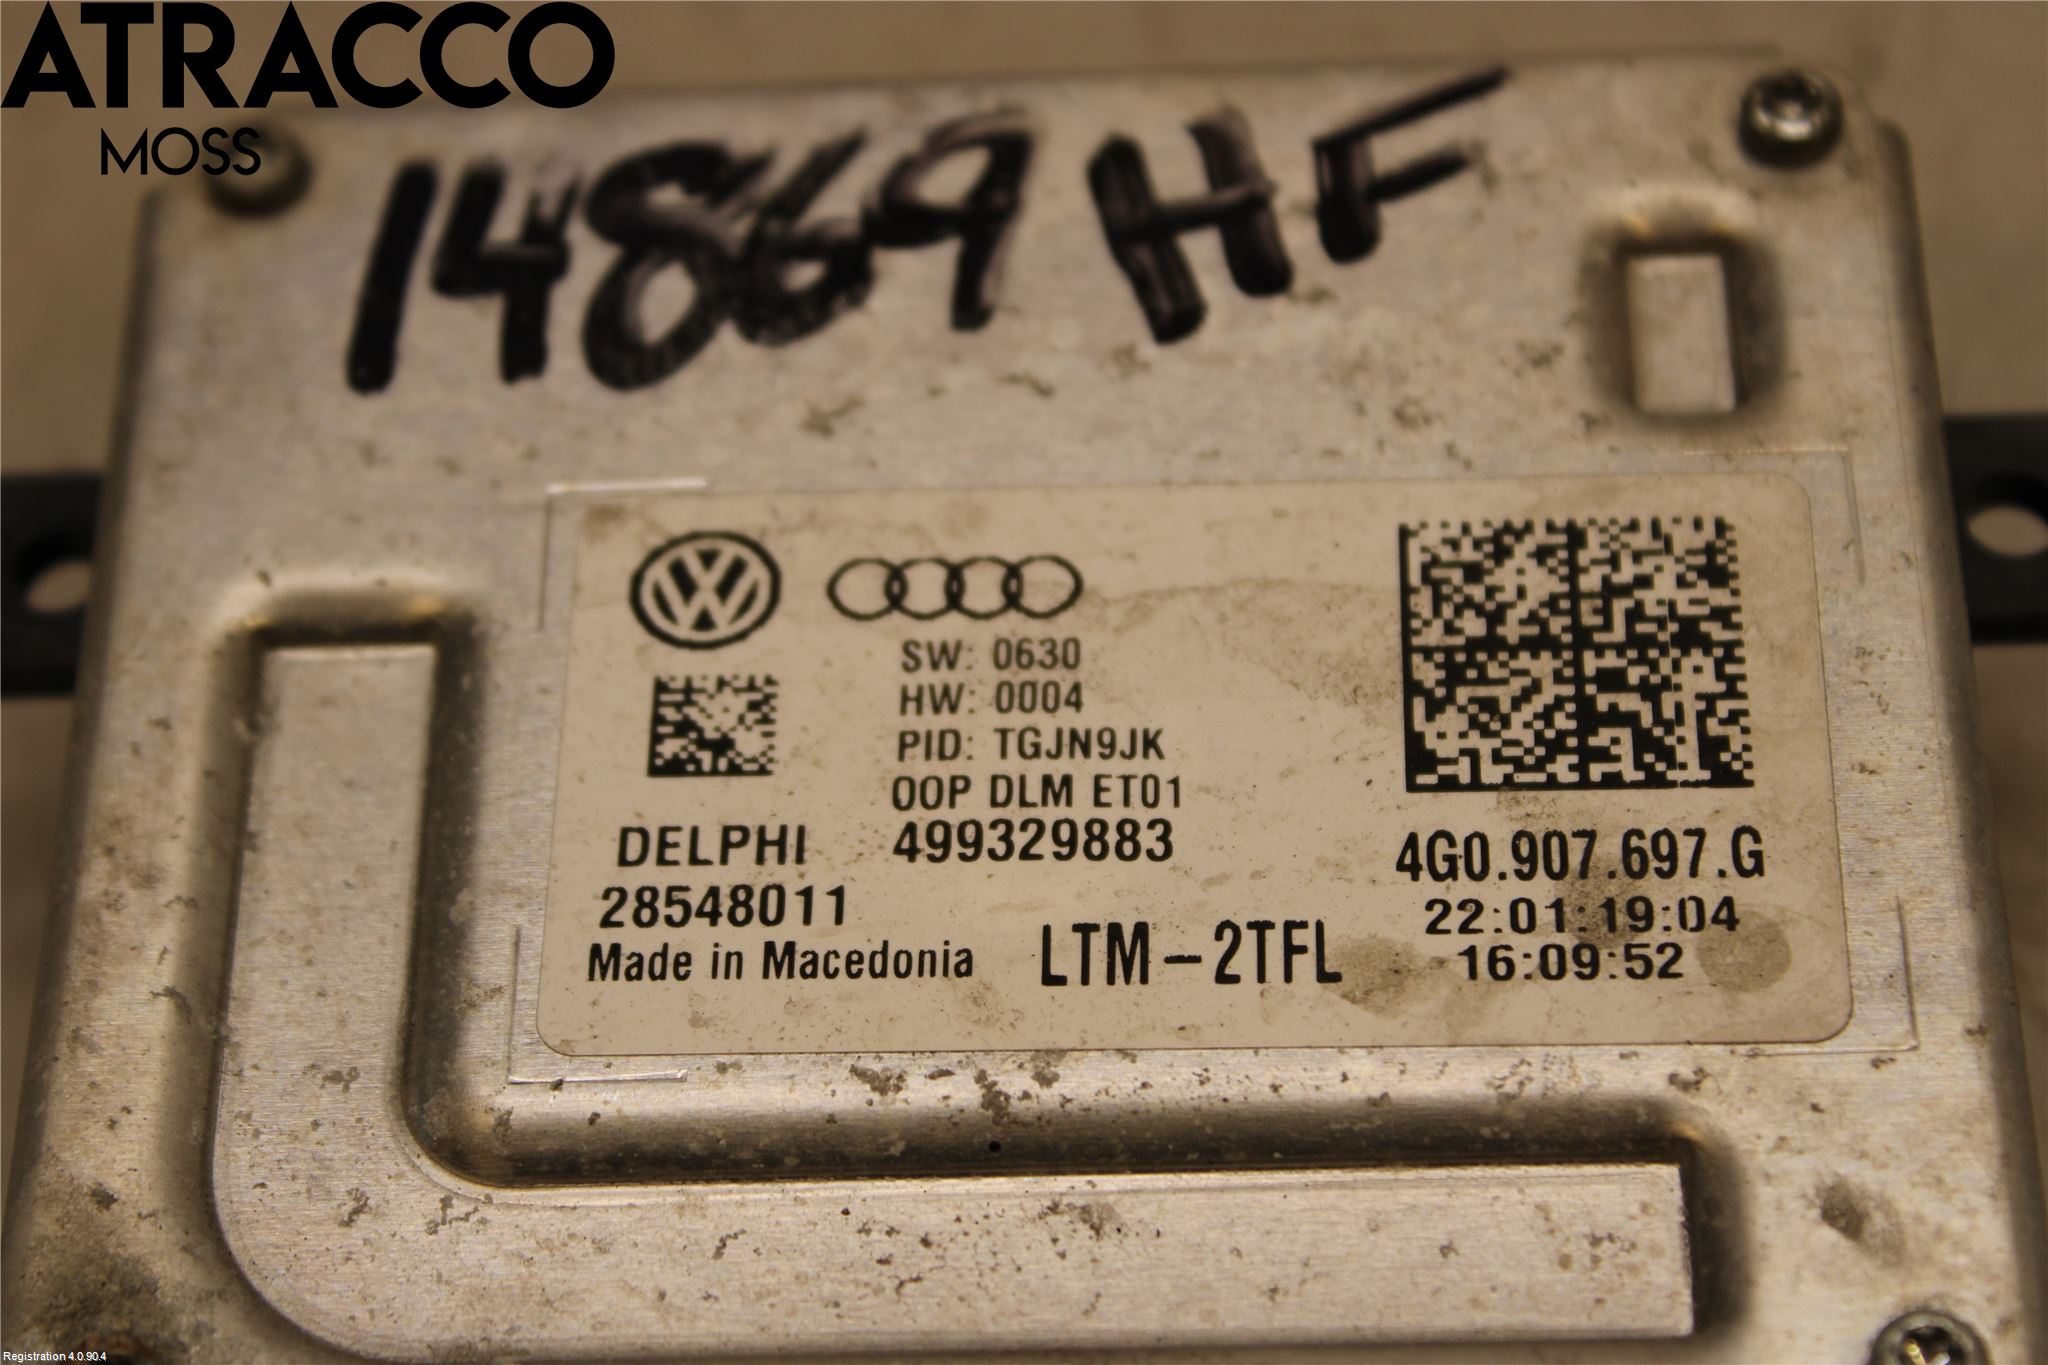 ATRACCO
MOSS
14869 HF
SW: 0630
HW: 0004
PID: TGJN9JK
00P DLM ET01
DELPHI 499329883
28548011
Made in Macedonia
LTM-2TFL
4G0.907.697.G
22:01:19:04
16:09:52
Registration 4.0.90.4